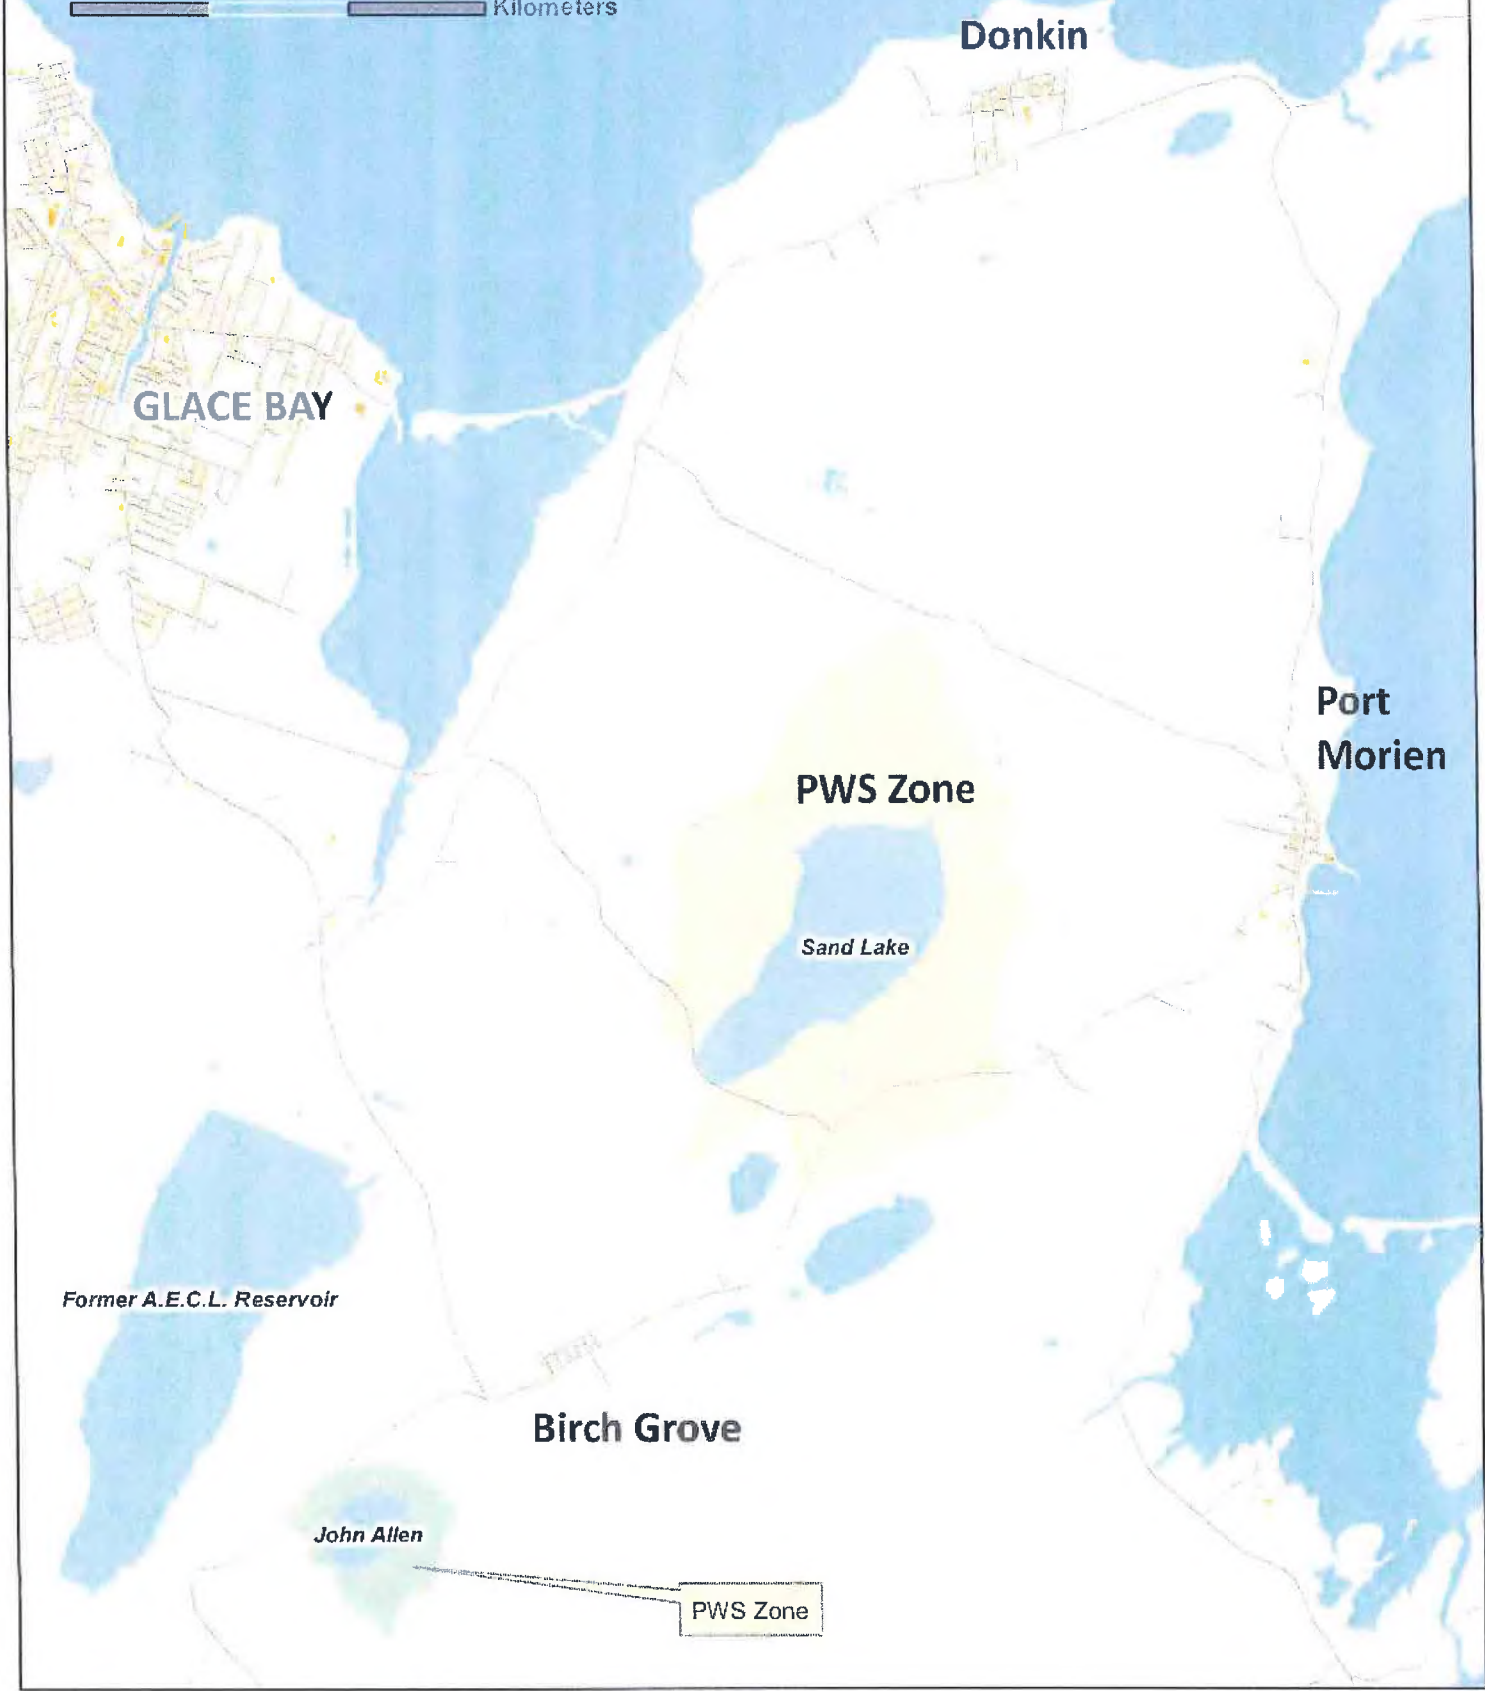 Kilometers
Donkin
GLACE BAY
Port
Morien
PWS Zone
Sand Lake
Former A.E.C.L. Reservoir
Birch Grove
John Allen
PWS Zone